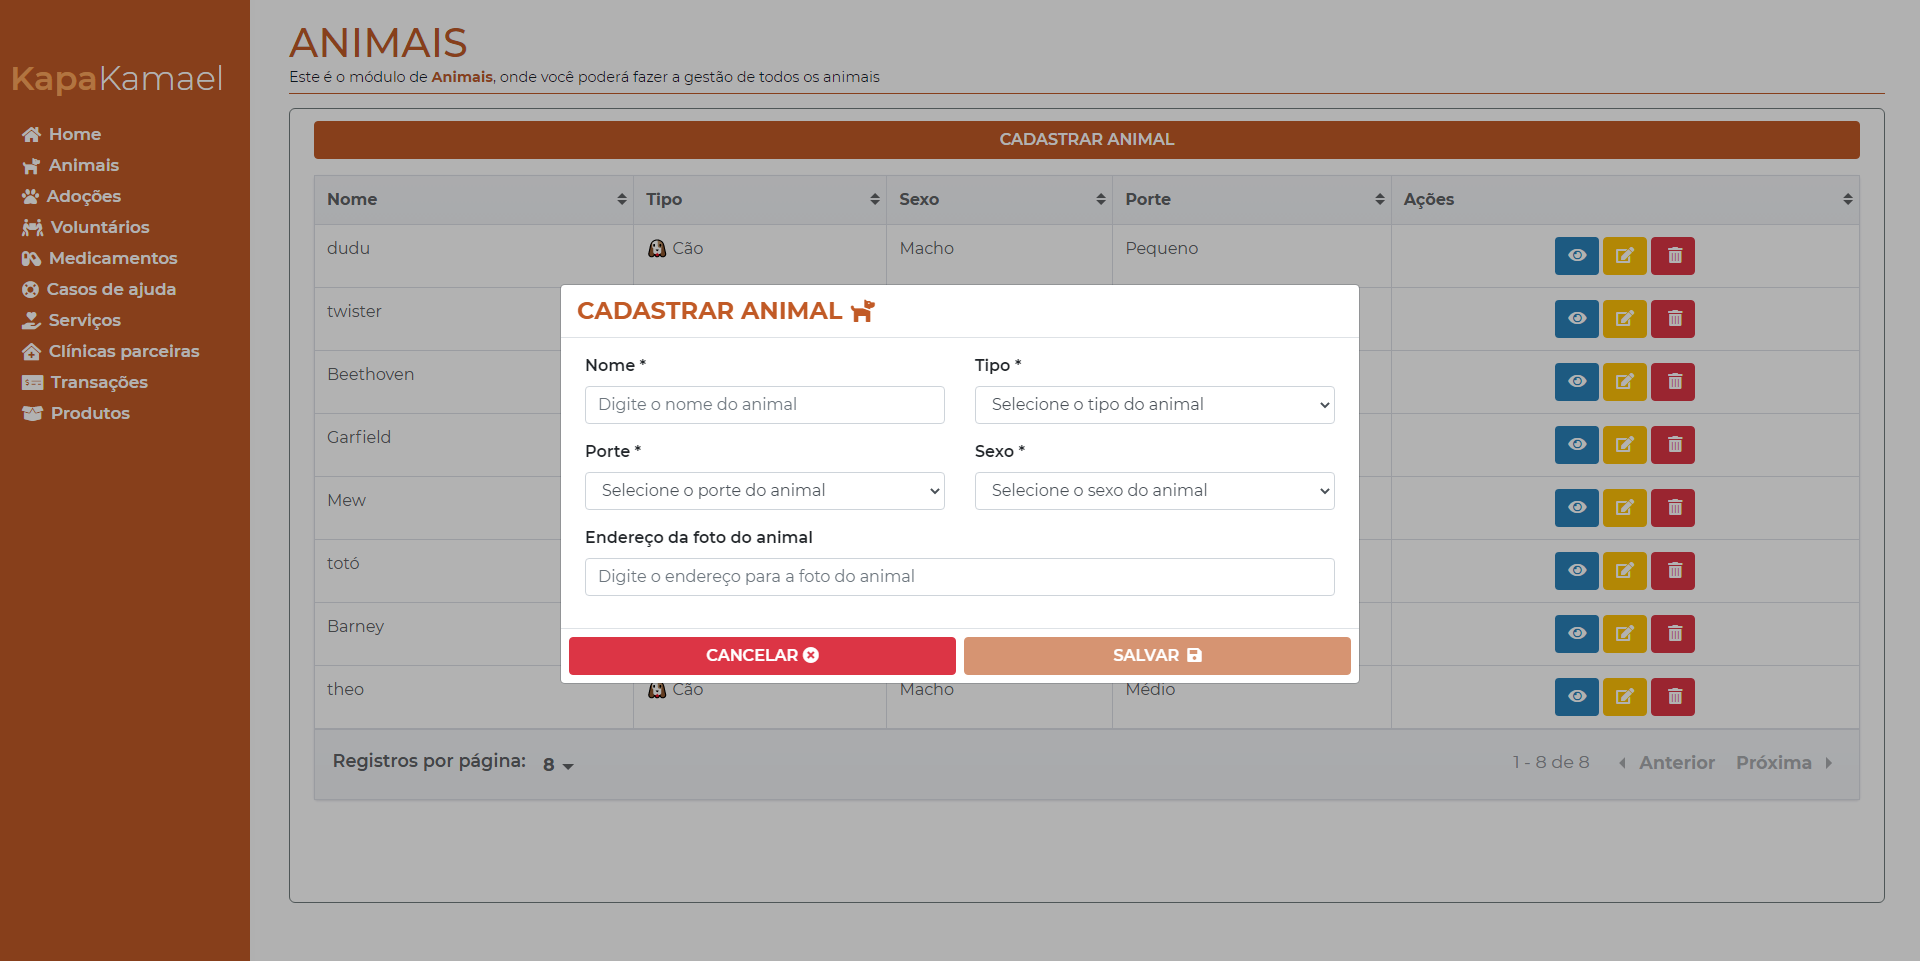 KapaKamael
Home
Animais
Adoções
Voluntários
Medicamentos
Casos de ajuda
Serviços
Clínicas parceiras
Transações
Produtos
ANIMAIS
Este é o módulo de Animais, onde você poderá fazer a gestão de todos os animais
CADASTRAR ANIMAL
Nome Tipo Sexo Porte Ações
dudu Cão Macho Pequeno
twister
Beethoven
Garfield
Mew
totó
Barney
theo Cão Macho Médio
Registros por página: 8
1 - 8 de 8 Anterior Próxima
CADASTRAR ANIMAL
Nome * Tipo *
Digite o nome do animal Selecione o tipo do animal
Porte * Sexo *
Selecione o porte do animal Selecione o sexo do animal
Endereço da foto do animal
Digite o endereço para a foto do animal
CANCELAR SALVAR